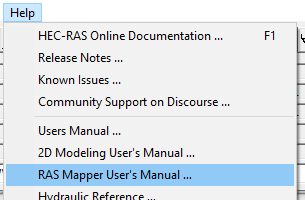 Help
HEC-RAS Online Documentation ... F1
Release Notes ...
Known Issues ...
Community Support on Discourse ...
Users Manual ...
2D Modeling User's Manual ...
RAS Mapper User's Manual ...
Hydraulic Reference ...